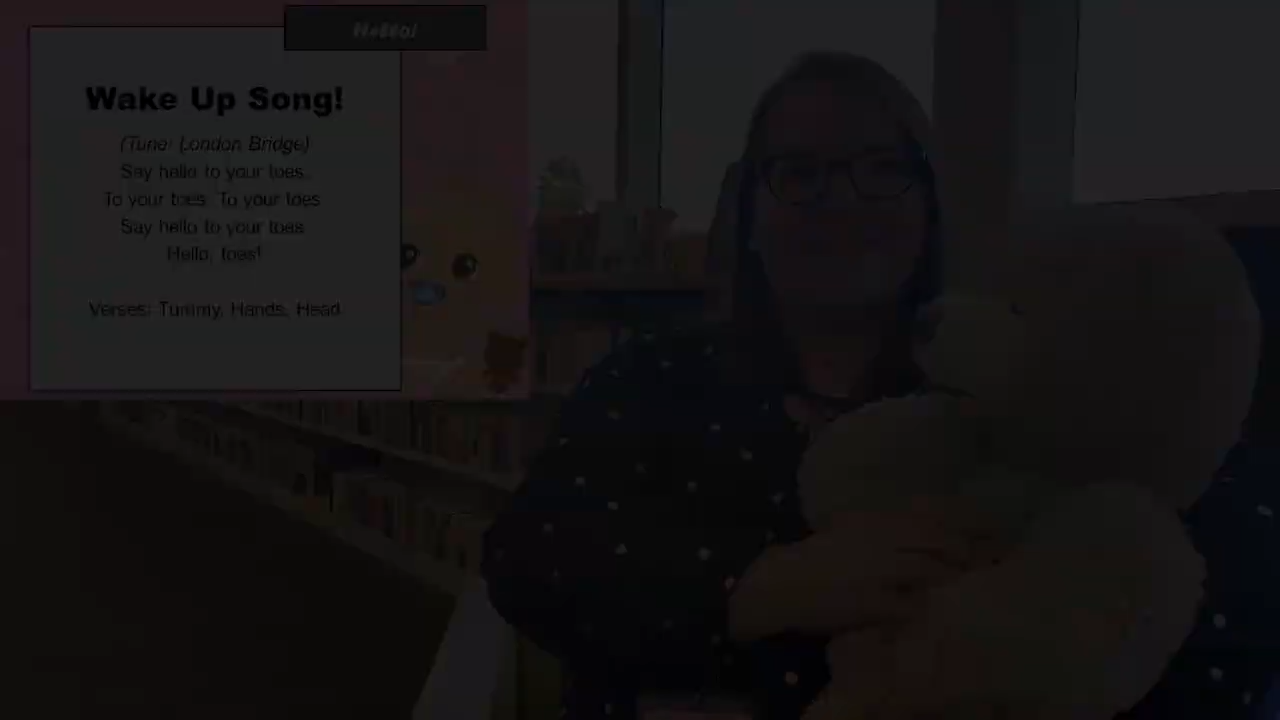 Hello!
Wake Up Song!
(Tune: London Bridge)
Say hello to your toes.
To your toes. To your toes
Say hello to your toes
Hello, toes!
Verses: Tummy, Hands, Head